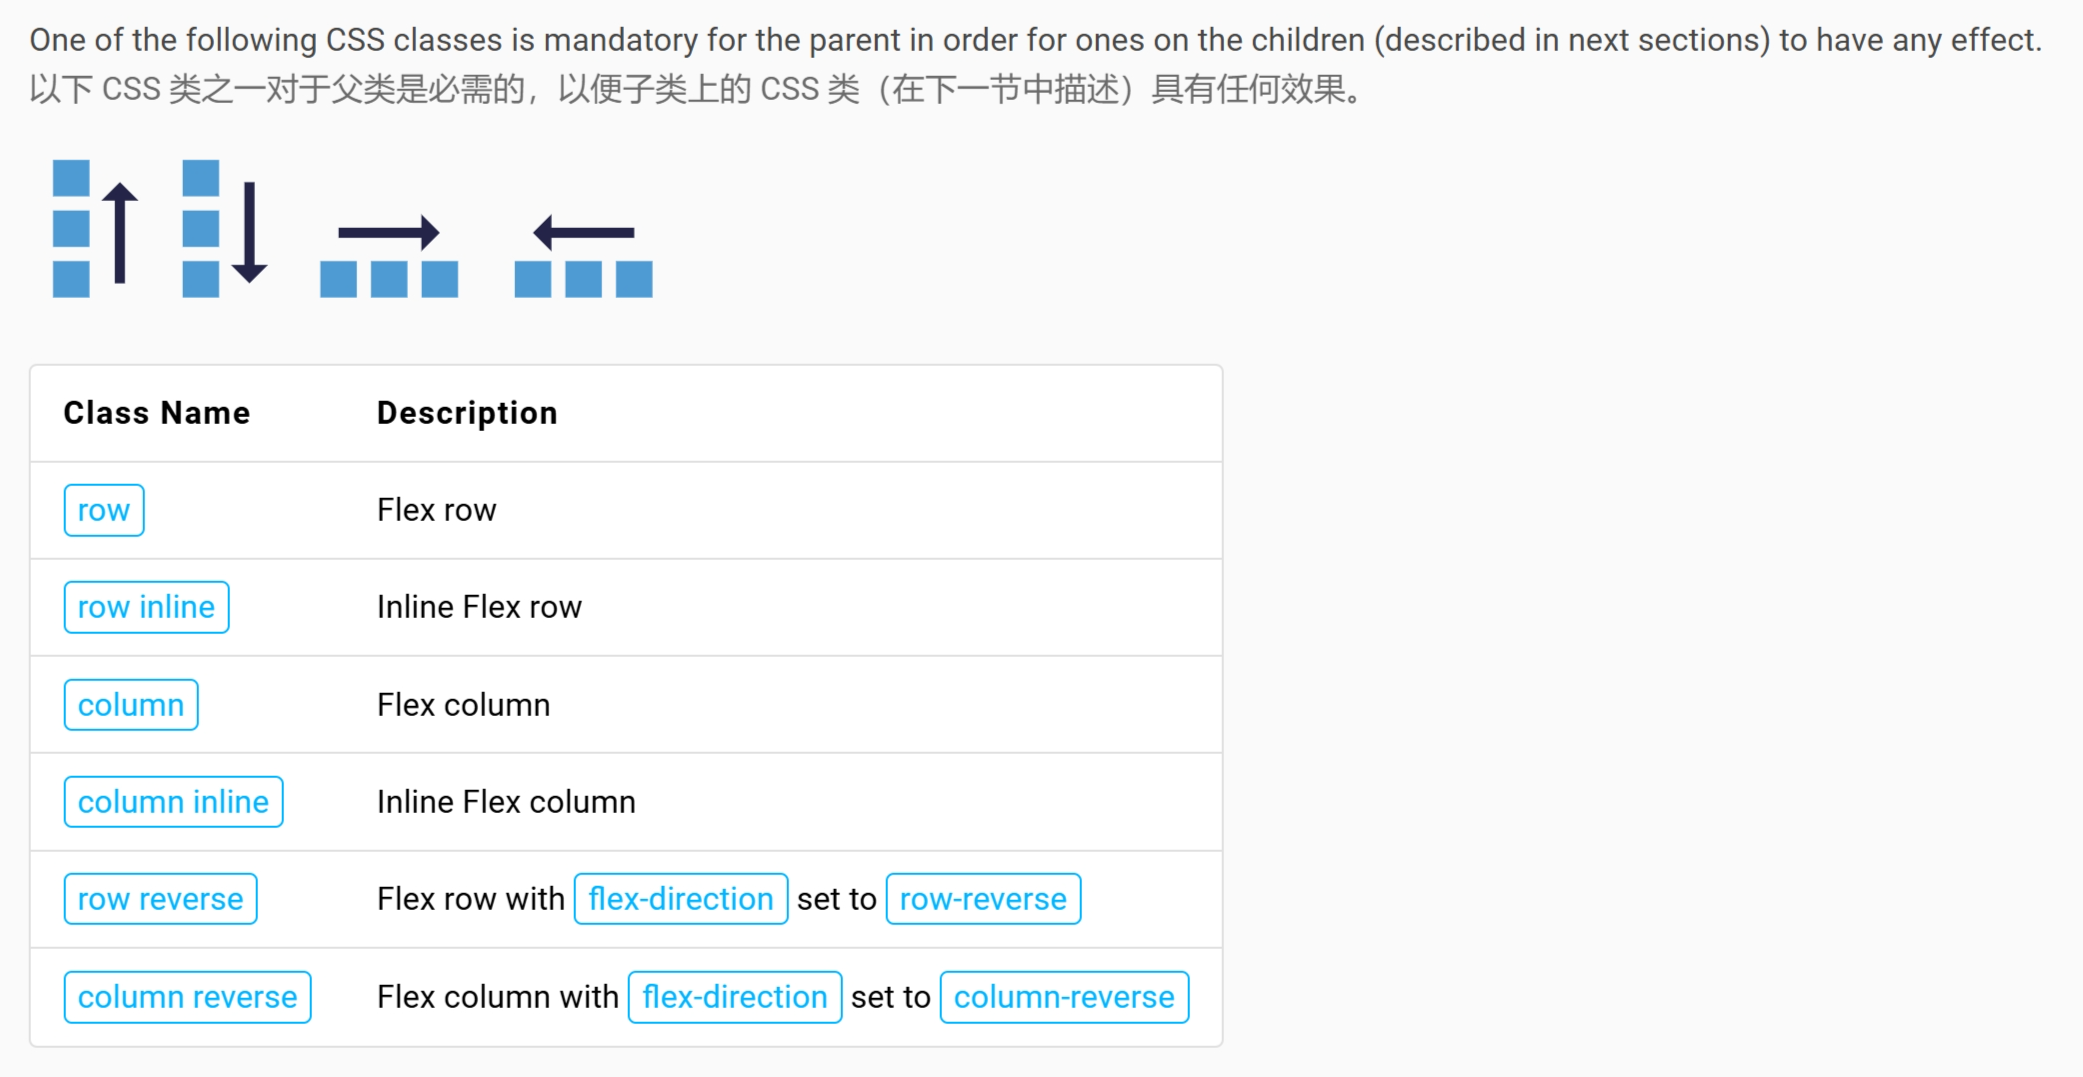 One of the following CSS classes is mandatory for the parent in order for ones on the children (described in next sections) to have any effect.
以下 CSS 类之一对于父类是必需的，以便子类上的 CSS 类（在下一节中描述）具有任何效果。
Class Name Description
row Flex row
row inline Inline Flex row
column Flex column
column inline Inline Flex column
row reverse Flex row with flex-direction set to row-reverse
column reverse Flex column with flex-direction set to column-reverse